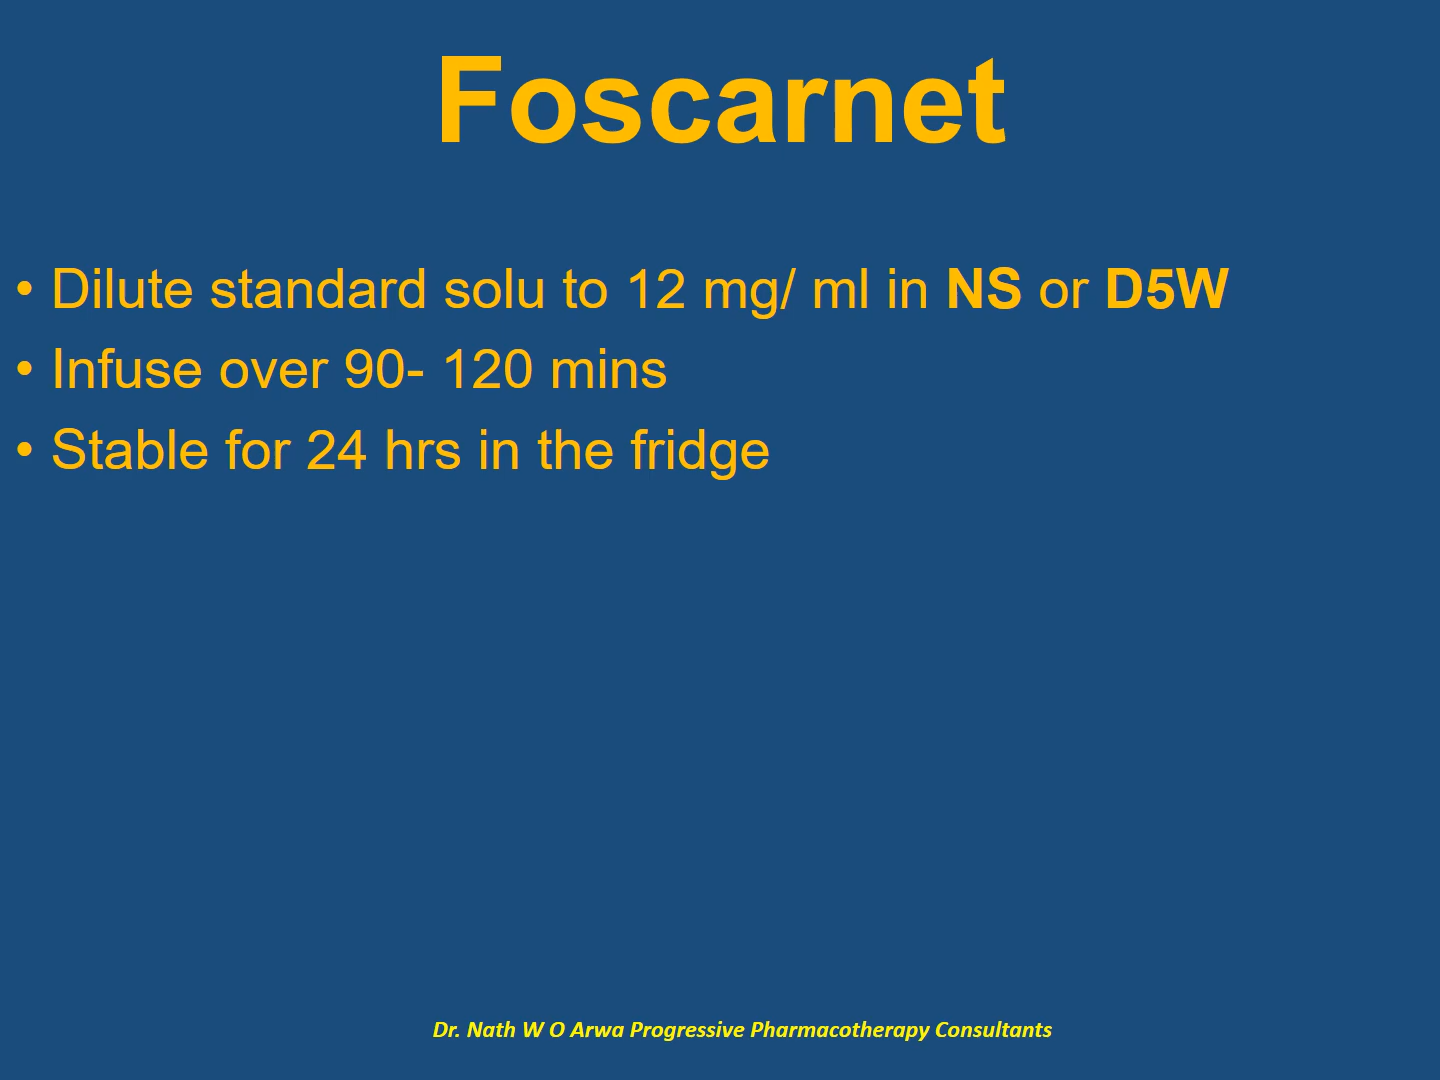 Foscarnet
• Dilute standard solu to 12 mg/ ml in NS or D5W
• Infuse over 90- 120 mins
• Stable for 24 hrs in the fridge
Dr. Nath W O Arwa Progressive Pharmacotherapy Consultants